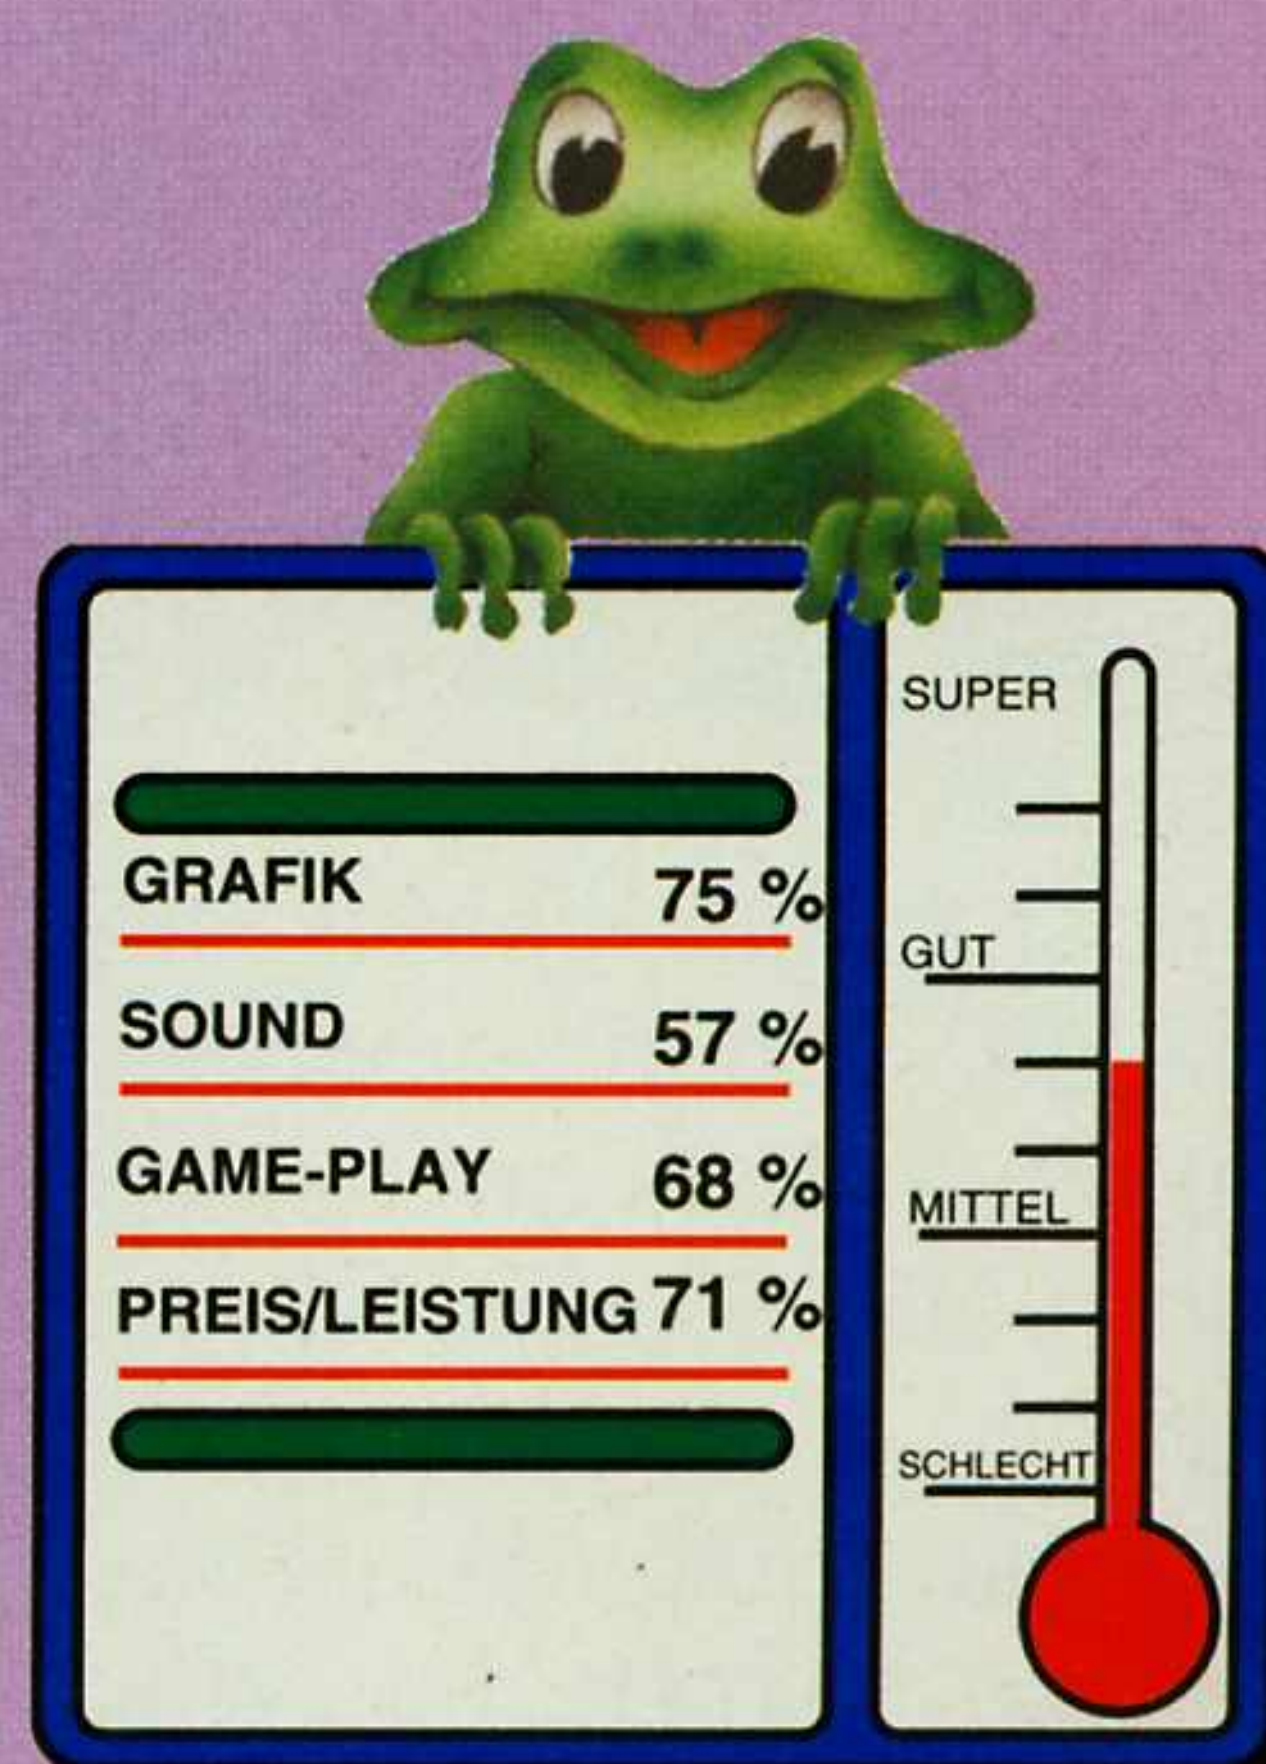 GRAFIK 75 %
SOUND 57 %
GAME-PLAY 68 %
PREIS/LEISTUNG 71 %
SUPER
GUT
MITTEL
SCHLECHT